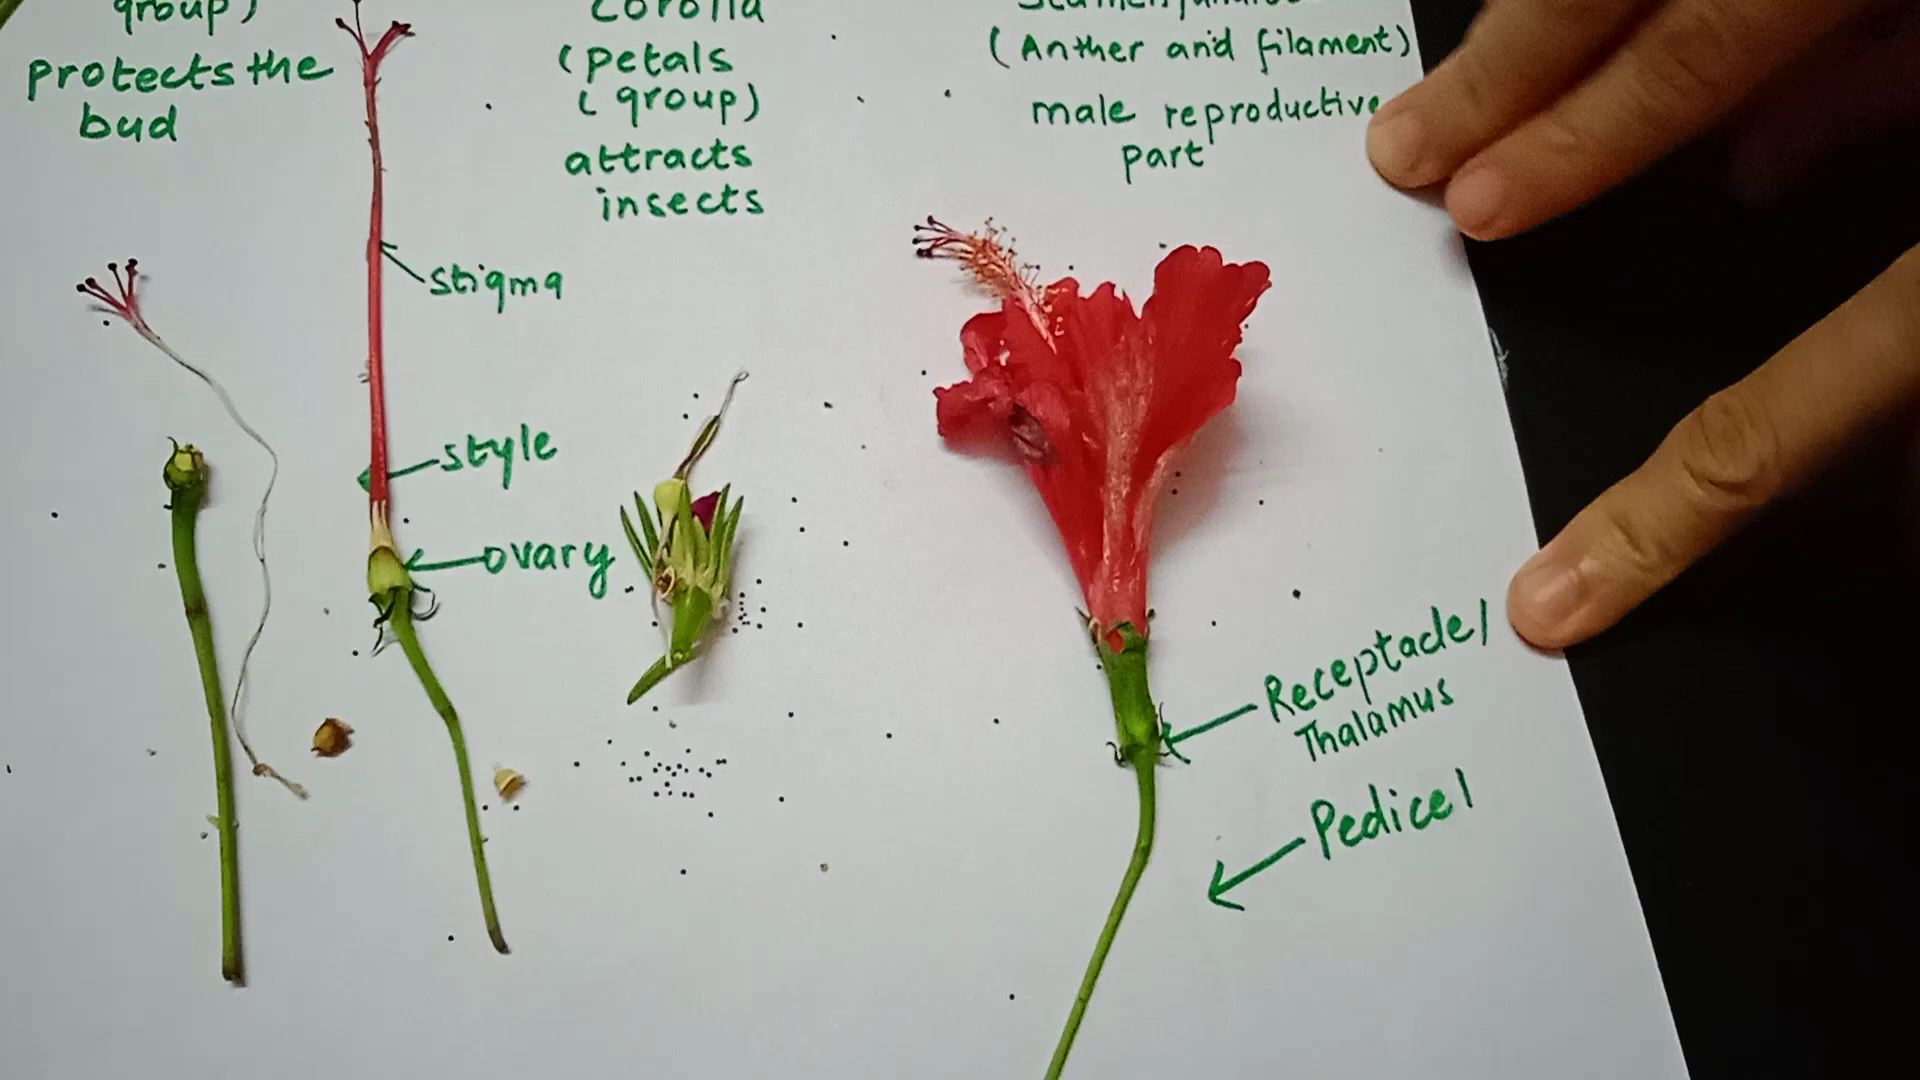 group)
protects the
bud
corolla
(petals
(group)
attracts
insects
(Anther and filament)
male reproductive
part
stigma
style
ovary
Receptacle/
Thalamus
Pedicel